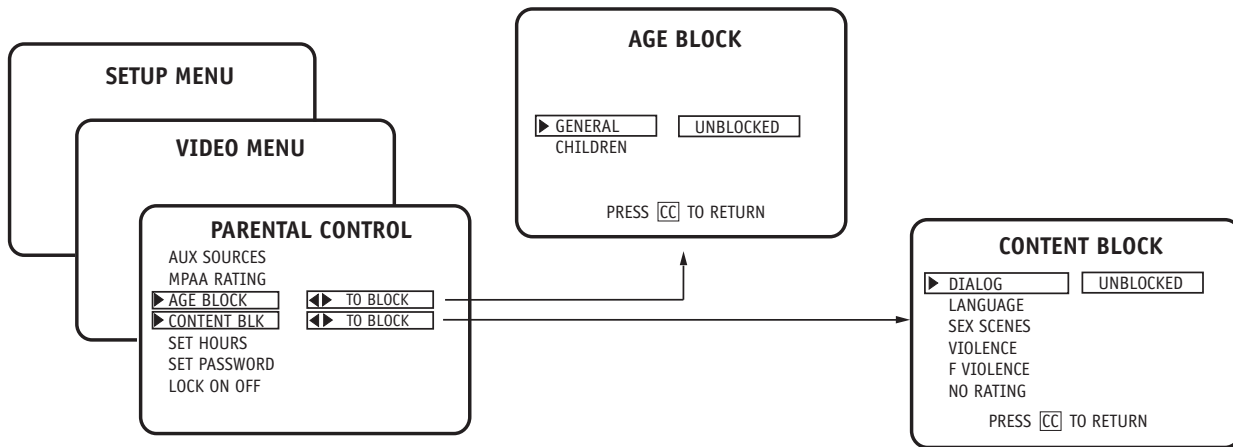 SETUP MENU
VIDEO MENU
PARENTAL CONTROL
AUX SOURCES
MPAA RATING
AGE BLOCK TO BLOCK
CONTENT BLK TO BLOCK
SET HOURS
SET PASSWORD
LOCK ON OFF
AGE BLOCK
GENERAL UNBLOCKED
CHILDREN
PRESS CC TO RETURN
CONTENT BLOCK
DIALOG UNBLOCKED
LANGUAGE
SEX SCENES
VIOLENCE
F VIOLENCE
NO RATING
PRESS CC TO RETURN